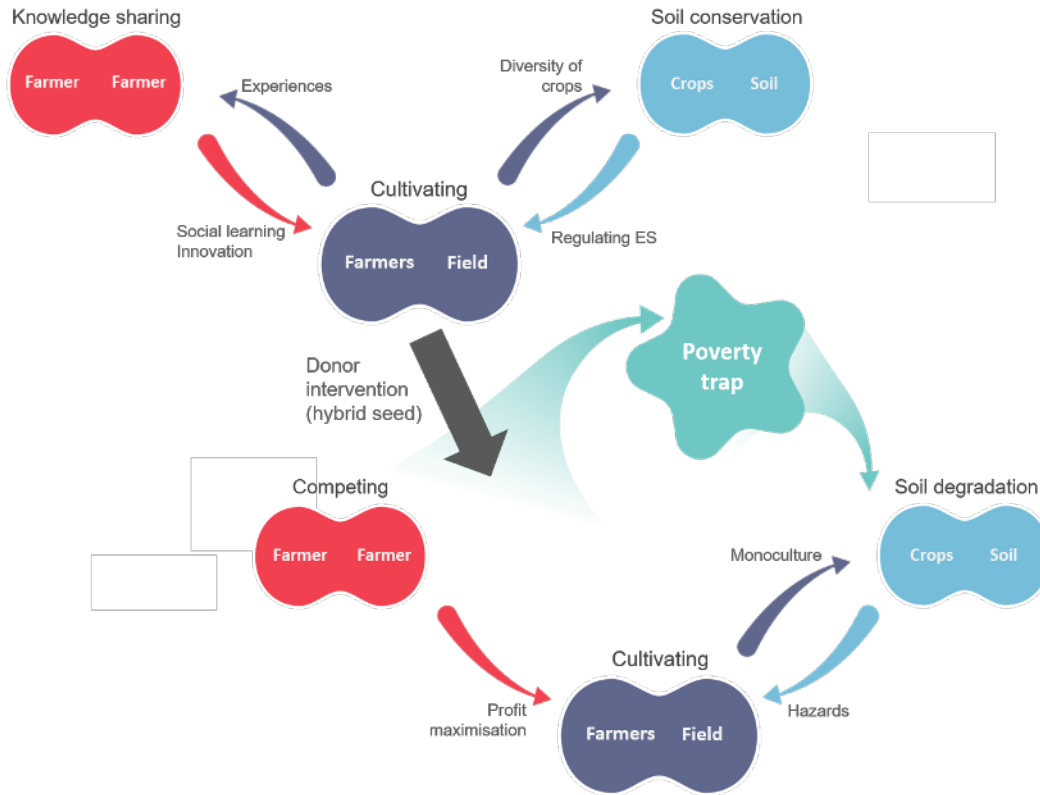 Knowledge sharing
Farmer Farmer
Experiences
Social learning
Innovation
Soil conservation
Crops Soil
Diversity of
crops
Regulating ES
Cultivating
Farmers Field
Donor
intervention
(hybrid seed)
Poverty
trap
Competing
Farmer Farmer
Profit
maximisation
Soil degradation
Crops Soil
Monoculture
Hazards
Cultivating
Farmers Field